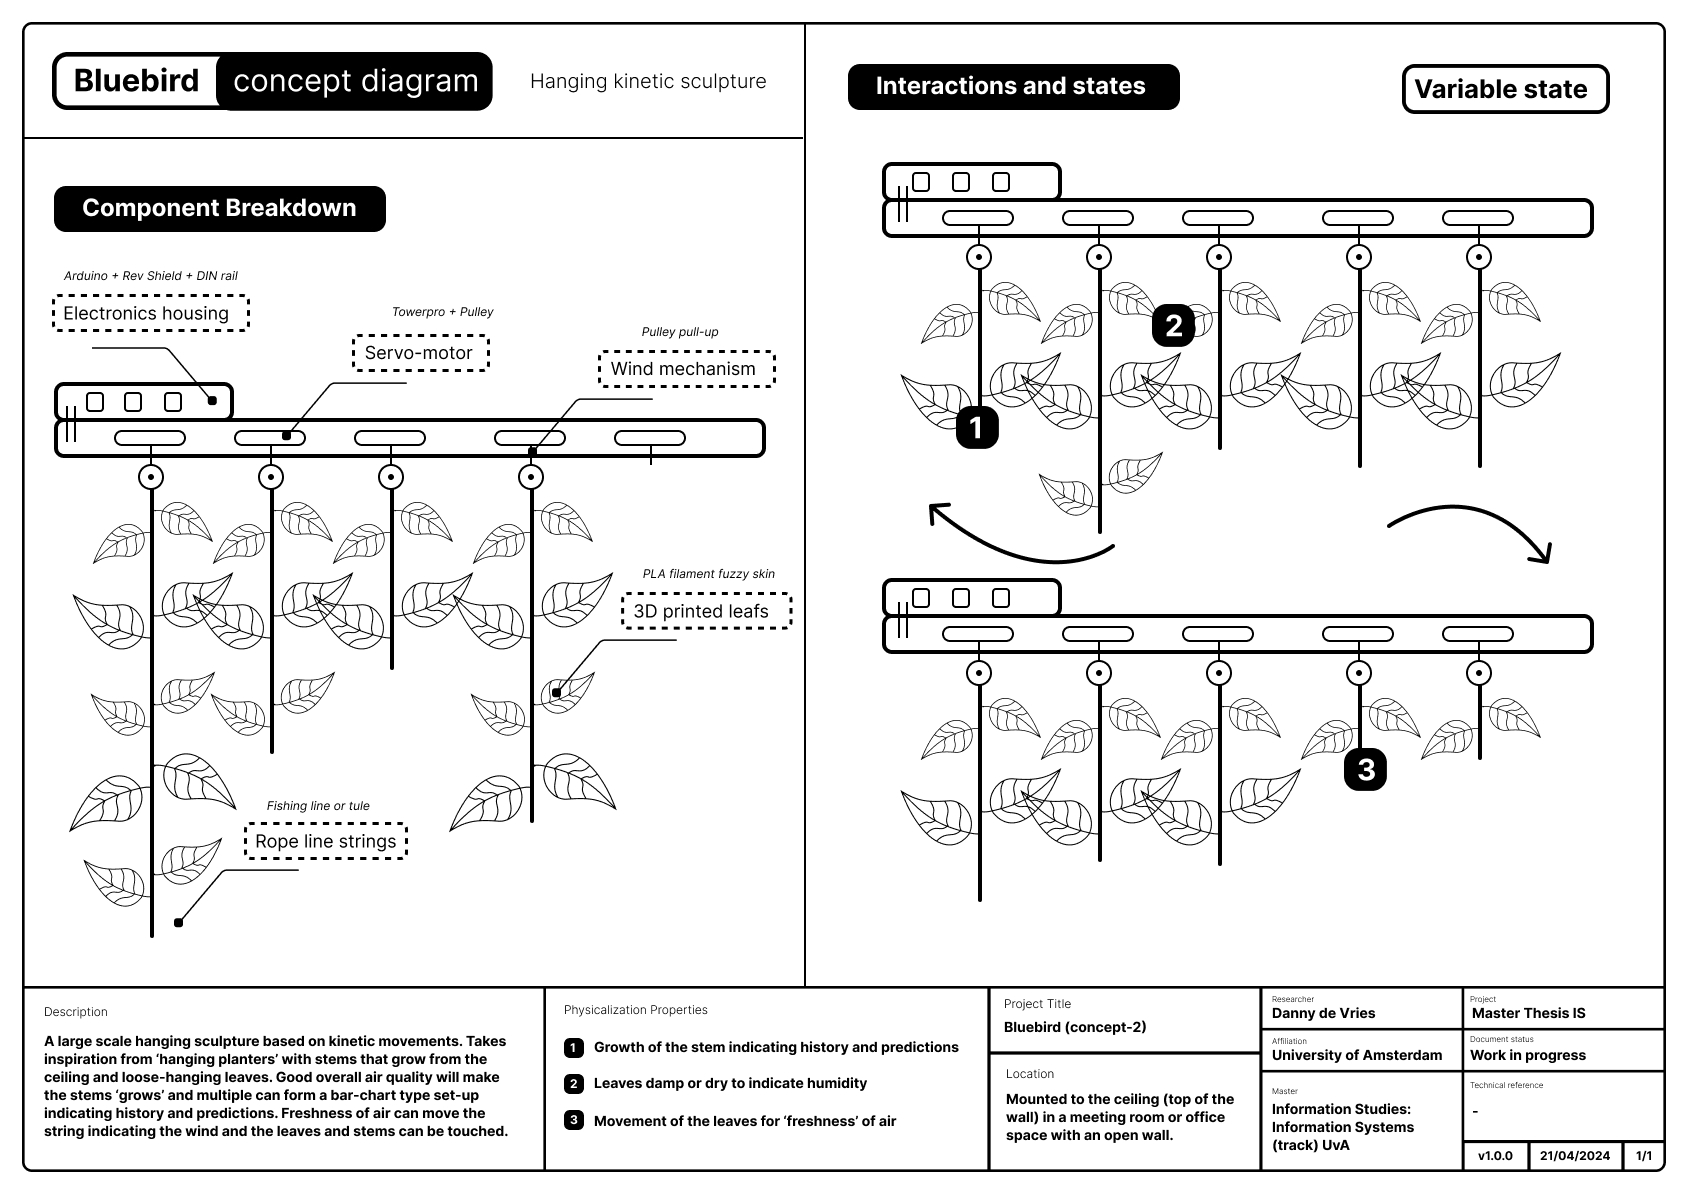 Bluebird concept diagram
Hanging kinetic sculpture
Component Breakdown
Arduino + Rev Shield + DIN rail
Electronics housing
Towerpro + Pulley
Servo-motor
Pulley pull-up
Wind mechanism
PLA filament fuzzy skin
3D printed leafs
Fishing line or tule
Rope line strings
Interactions and states
Variable state
2
1
3
Description
A large scale hanging sculpture based on kinetic movements. Takes
inspiration from ‘hanging planters’ with stems that grow from the
ceiling and loose-hanging leaves. Good overall air quality will make
the stems ‘grows’ and multiple can form a bar-chart type set-up
indicating history and predictions. Freshness of air can move the
string indicating the wind and the leaves and stems can be touched.
Physicalization Properties
1 Growth of the stem indicating history and predictions
2 Leaves damp or dry to indicate humidity
3 Movement of the leaves for ‘freshness’ of air
Project Title
Bluebird (concept-2)
Location
Mounted to the ceiling (top of the
wall) in a meeting room or office
space with an open wall.
Researcher
Danny de Vries
Affiliation
University of Amsterdam
Master
Information Studies:
Information Systems
(track) UvA
Project
Master Thesis IS
Document status
Work in progress
Technical reference
-
v1.0.0
21/04/2024
1/1